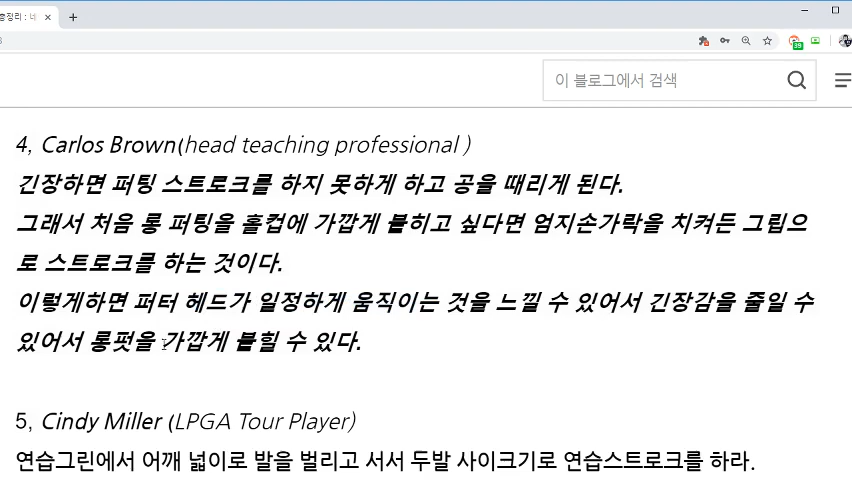 총정리 : 네
이 블로그에서 검색
39
4, Carlos Brown(head teaching professional )
긴장하면 퍼팅 스트로크를 하지 못하게 하고 공을 때리게 된다.
그래서 처음 롱 퍼팅을 홀컵에 가깝게 붙히고 싶다면 엄지손가락을 치켜든 그립으
로 스트로크를 하는 것이다.
이렇게하면 퍼터 헤드가 일정하게 움직이는 것을 느낄 수 있어서 긴장감을 줄일 수
있어서 롱펏을 가깝게 붙힐 수 있다.
5, Cindy Miller (LPGA Tour Player)
연습그린에서 어깨 넓이로 발을 벌리고 서서 두발 사이크기로 연습스트로크를 하라.